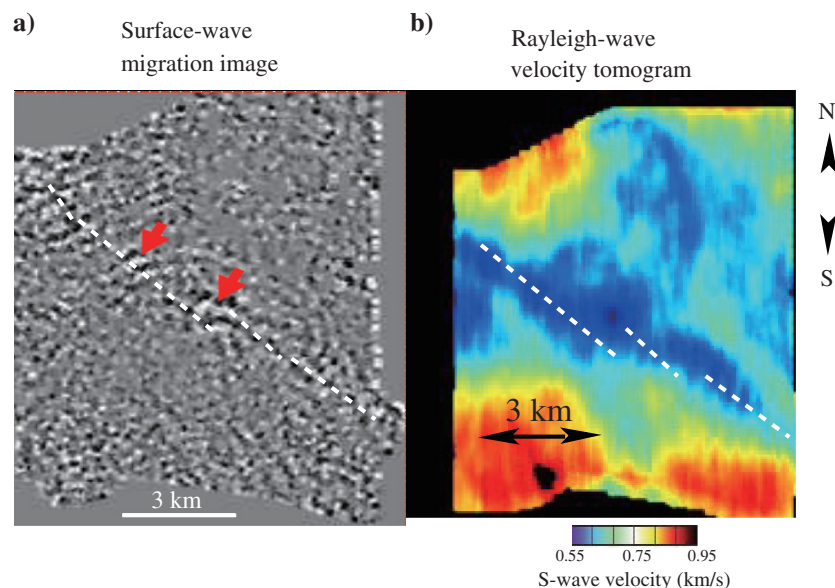 a)
Surface-wave
migration image
3 km
b)
Rayleigh-wave
velocity tomogram
N
S
3 km
0.55 0.75 0.95
S-wave velocity (km/s)